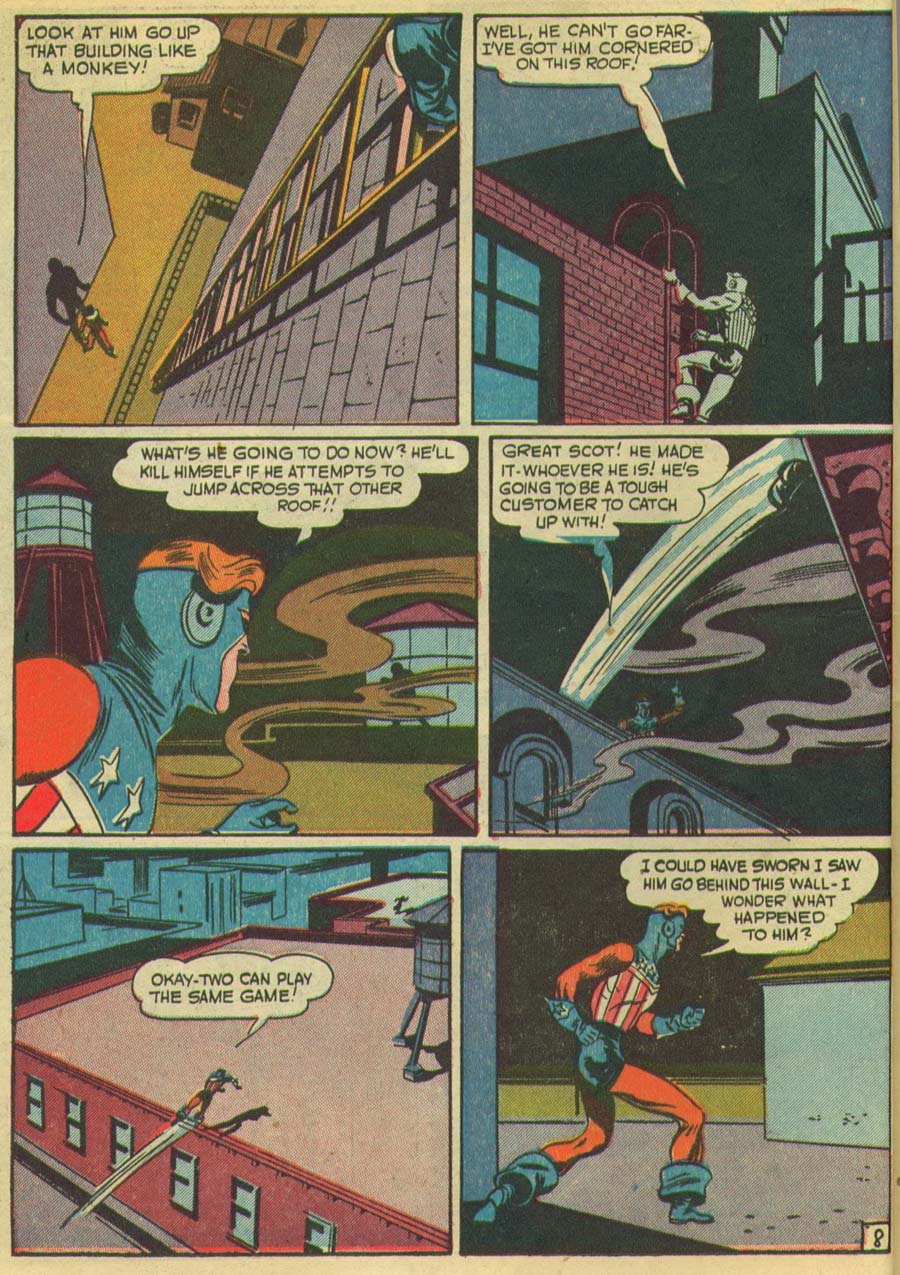 LOOK AT HIM GO UP
THAT BUILDING LIKE
A MONKEY!
WELL, HE CAN'T GO FAR-
I'VE GOT HIM CORNERED
ON THIS ROOF!
WHAT'S HE GOING TO DO NOW? HE'LL
KILL HIMSELF IF HE ATTEMPTS TO
JUMP ACROSS THAT OTHER
ROOF!!
GREAT SCOT! HE MADE
IT-WHOEVER HE IS! HE'S
GOING TO BE A TOUGH
CUSTOMER TO CATCH
UP WITH!
OKAY-TWO CAN PLAY
THE SAME GAME!
I COULD HAVE SWORN I SAW
HIM GO BEHIND THIS WALL-I
WONDER WHAT
HAPPENED
TO HIM?
8